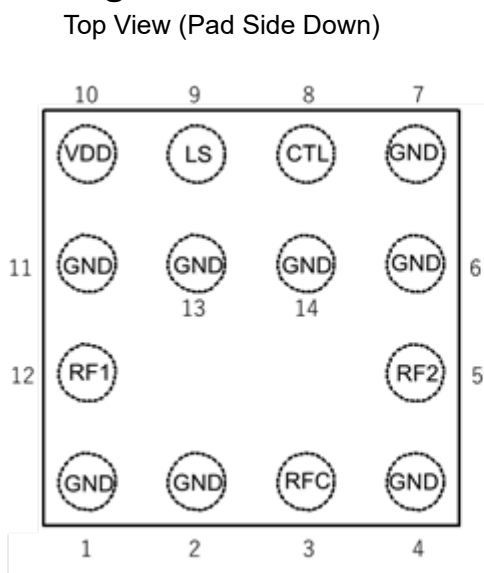 Top View (Pad Side Down)
10 9 8 7
VDD LS CTL GND
11 GND GND GND GND 6
13 14
12 RF1 RF2 5
GND GND RFC GND
1 2 3 4